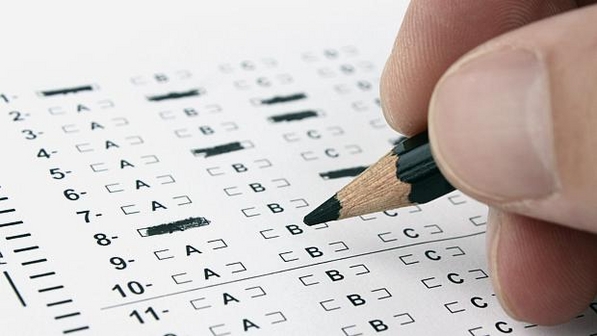 1- B C
2- A C
3- A B
4- A B
5- A C
6- A B C
7- A B
8- B
9- A B C
10- A B C
11- A B C
A B C
B C
C